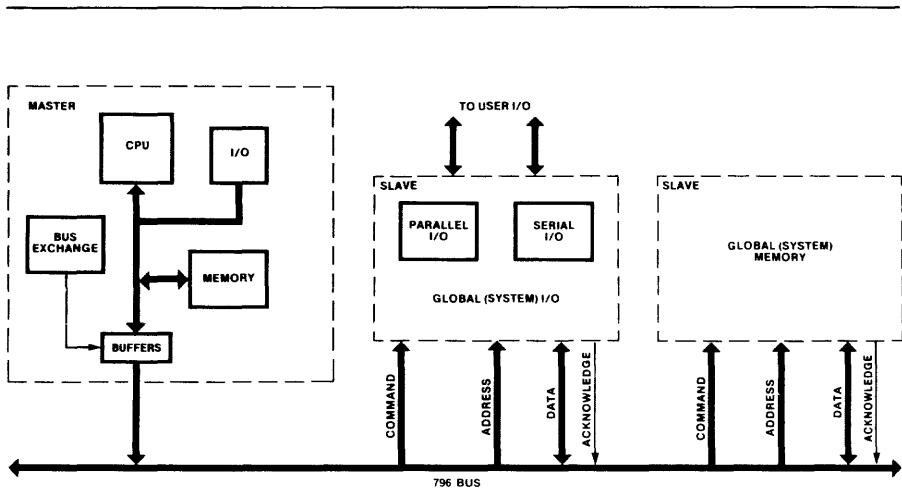 MASTER
CPU
I/O
BUS
EXCHANGE
MEMORY
BUFFERS
TO USER I/O
SLAVE
PARALLEL
I/O
SERIAL
I/O
GLOBAL (SYSTEM) I/O
SLAVE
GLOBAL (SYSTEM)
MEMORY
COMMAND
ADDRESS
DATA
ACKNOWLEDGE
COMMAND
ADDRESS
DATA
ACKNOWLEDGE
796 BUS